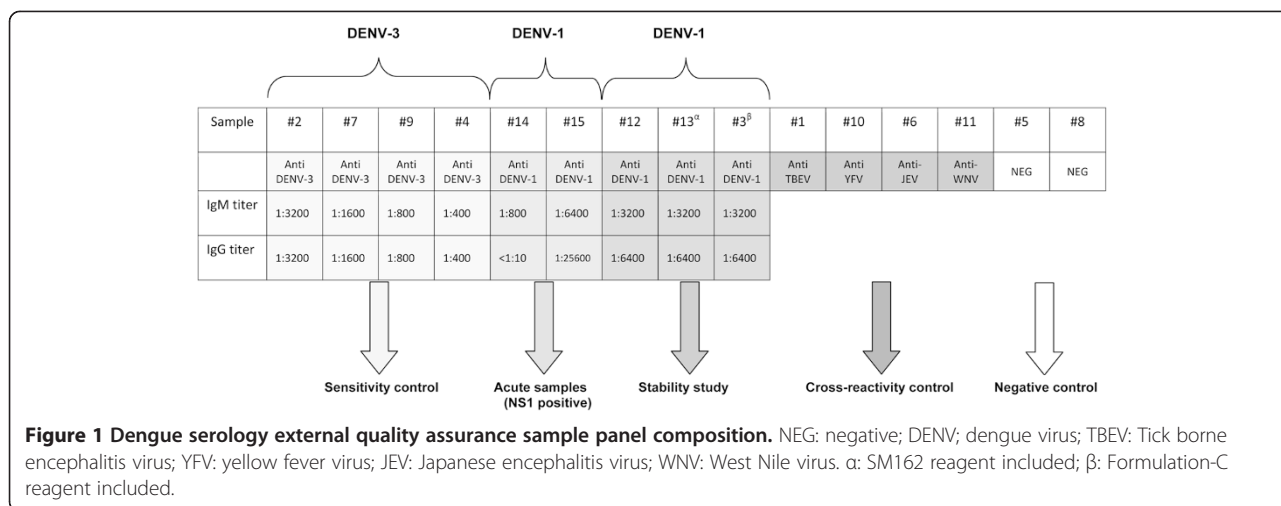 DENV-3 DENV-1 DENV-1
Sample #2 #7 #9 #4 #14 #15 #12 #13α #3β #1 #10 #6 #11 #5 #8
Anti Anti Anti Anti Anti Anti Anti Anti Anti Anti Anti Anti- Anti- NEG NEG
DENV-3 DENV-3 DENV-3 DENV-3 DENV-1 DENV-1 DENV-1 DENV-1 DENV-1 TBEV YFV JEV WNV
IgM titer 1:3200 1:1600 1:800 1:400 1:800 1:6400 1:3200 1:3200 1:3200
IgG titer 1:3200 1:1600 1:800 1:400 <1:10 1:25600 1:6400 1:6400 1:6400
Sensitivity control Acute samples Stability study Cross-reactivity control Negative control
(NS1 positive)
Figure 1 Dengue serology external quality assurance sample panel composition. NEG: negative; DENV; dengue virus; TBEV: Tick borne
encephalitis virus; YFV: yellow fever virus; JEV: Japanese encephalitis virus; WNV: West Nile virus. α: SM162 reagent included; β: Formulation-C
reagent included.